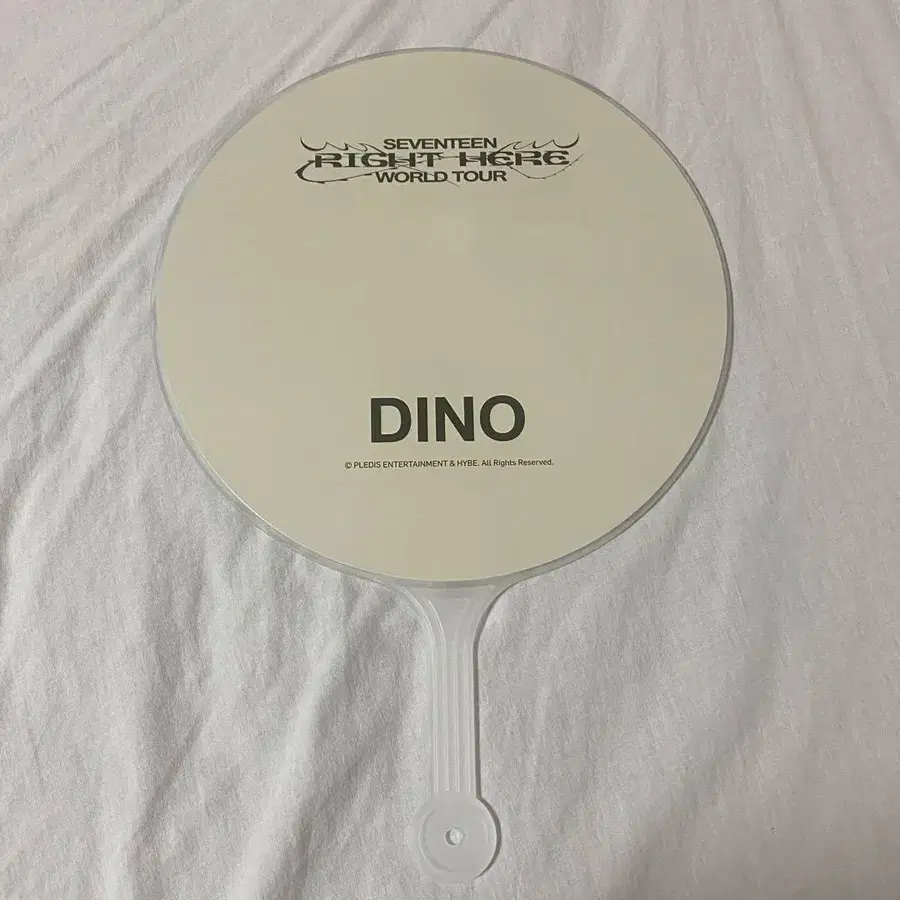 SEVENTEEN
RIGHT HERE
WORLD TOUR
DINO
© PLEDIS ENTERTAINMENT & HYBE. All Rights Reserved.